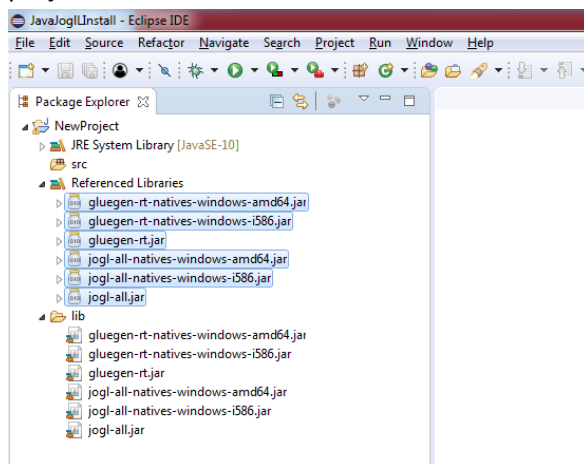 JavaJoglLInstall - Eclipse IDE
File Edit Source Refactor Navigate Search Project Run Window Help
Package Explorer
NewProject
JRE System Library [JavaSE-10]
src
Referenced Libraries
gluegen-rt-natives-windows-amd64.jar
gluegen-rt-natives-windows-i586.jar
gluegen-rt.jar
jogl-all-natives-windows-amd64.jar
jogl-all-natives-windows-i586.jar
jogl-all.jar
lib
gluegen-rt-natives-windows-amd64.jar
gluegen-rt-natives-windows-i586.jar
gluegen-rt.jar
jogl-all-natives-windows-amd64.jar
jogl-all-natives-windows-i586.jar
jogl-all.jar